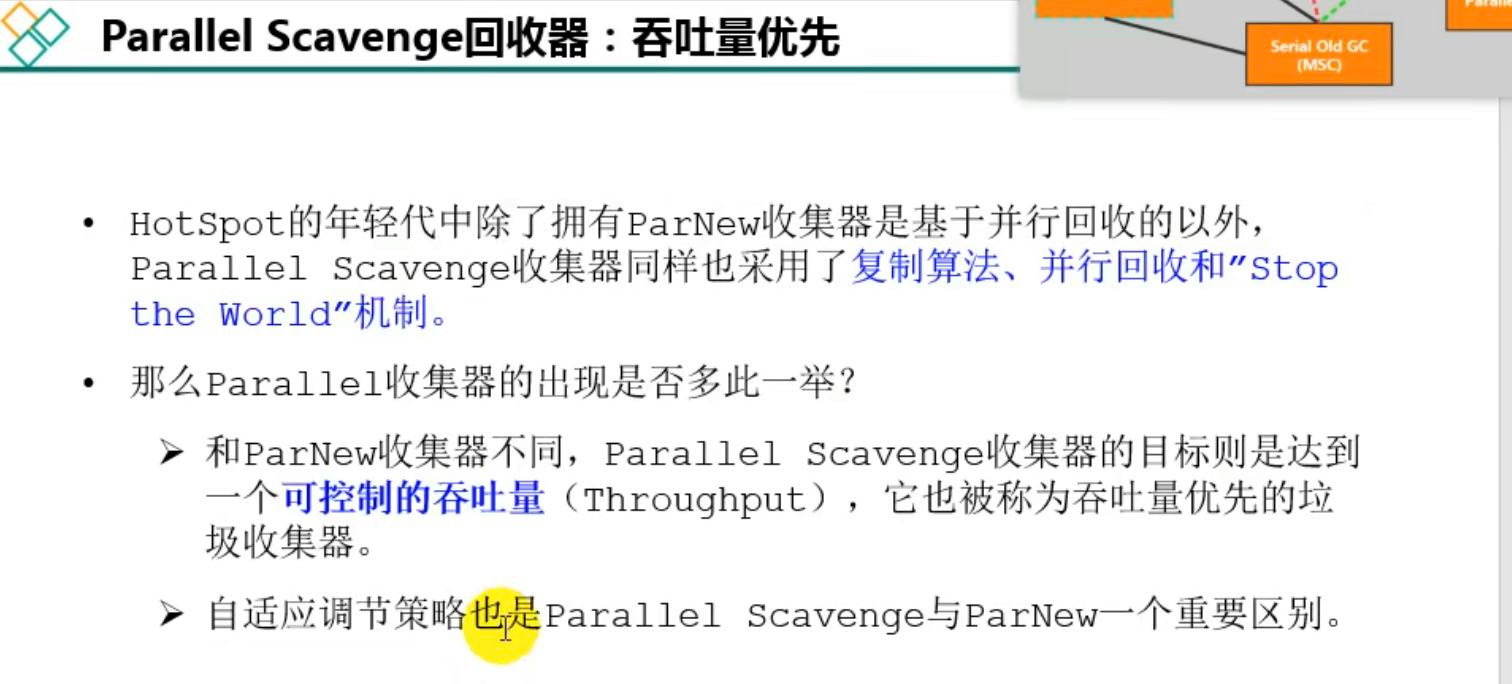 Parallel Scavenge回收器：吞吐量优先
Serial Old GC
(MSC)
• HotSpot的年轻代中除了拥有ParNew收集器是基于并行回收的以外，
Parallel Scavenge收集器同样也采用了复制算法、并行回收和"Stop
the World"机制。
• 那么Parallel收集器的出现是否多此一举？
➢ 和ParNew收集器不同，Parallel Scavenge收集器的目标则是达到
一个可控制的吞吐量（Throughput），它也被称为吞吐量优先的垃
圾收集器。
➢ 自适应调节策略也是Parallel Scavenge与ParNew一个重要区别。